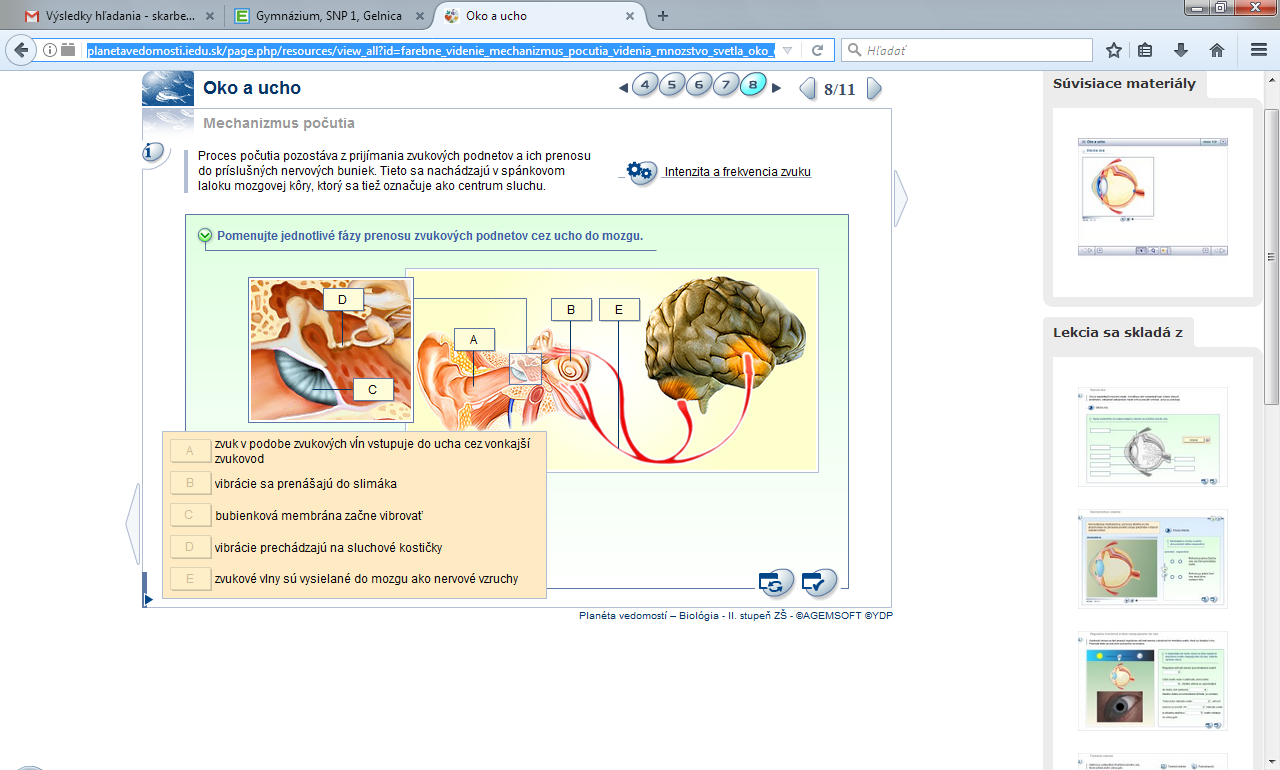 Výsledky hľadania - skarbe...
Gymnázium, SNP 1, Gelnica
Oko a ucho
planetavedomosti.iedu.sk/page.php/resources/view_all?id=farebne_videnie_mechanizmus_pocutia_videnia_mnozstvo_svetla_oko_
Hľadať
Oko a ucho
4 5 6 7 8
8/11
Mechanizmus počutia
Proces počutia pozostáva z prijímania zvukových podnetov a ich prenosu
do príslušných nervových buniek. Tieto sa nachádzajú v spánkovom
laloku mozgovej kôry, ktorý sa tiež označuje ako centrum sluchu.
Intenzita a frekvencia zvuku
Pomenujte jednotlivé fázy prenosu zvukových podnetov cez ucho do mozgu.
D
C
A
B
E
A zvuk v podobe zvukových vĺn vstupuje do ucha cez vonkajší
zvukovod
B vibrácie sa prenášajú do slimáka
C bubienková membrána začne vibrovať
D vibrácie prechádzajú na sluchové kostičky
E zvukové vlny sú vysielané do mozgu ako nervové vzruchy
Planéta vedomostí – Biológia - II. stupeň ZŠ - ©AGEMSOFT ©YDP
Súvisiace materiály
Oko a ucho
Lekcia sa skladá z